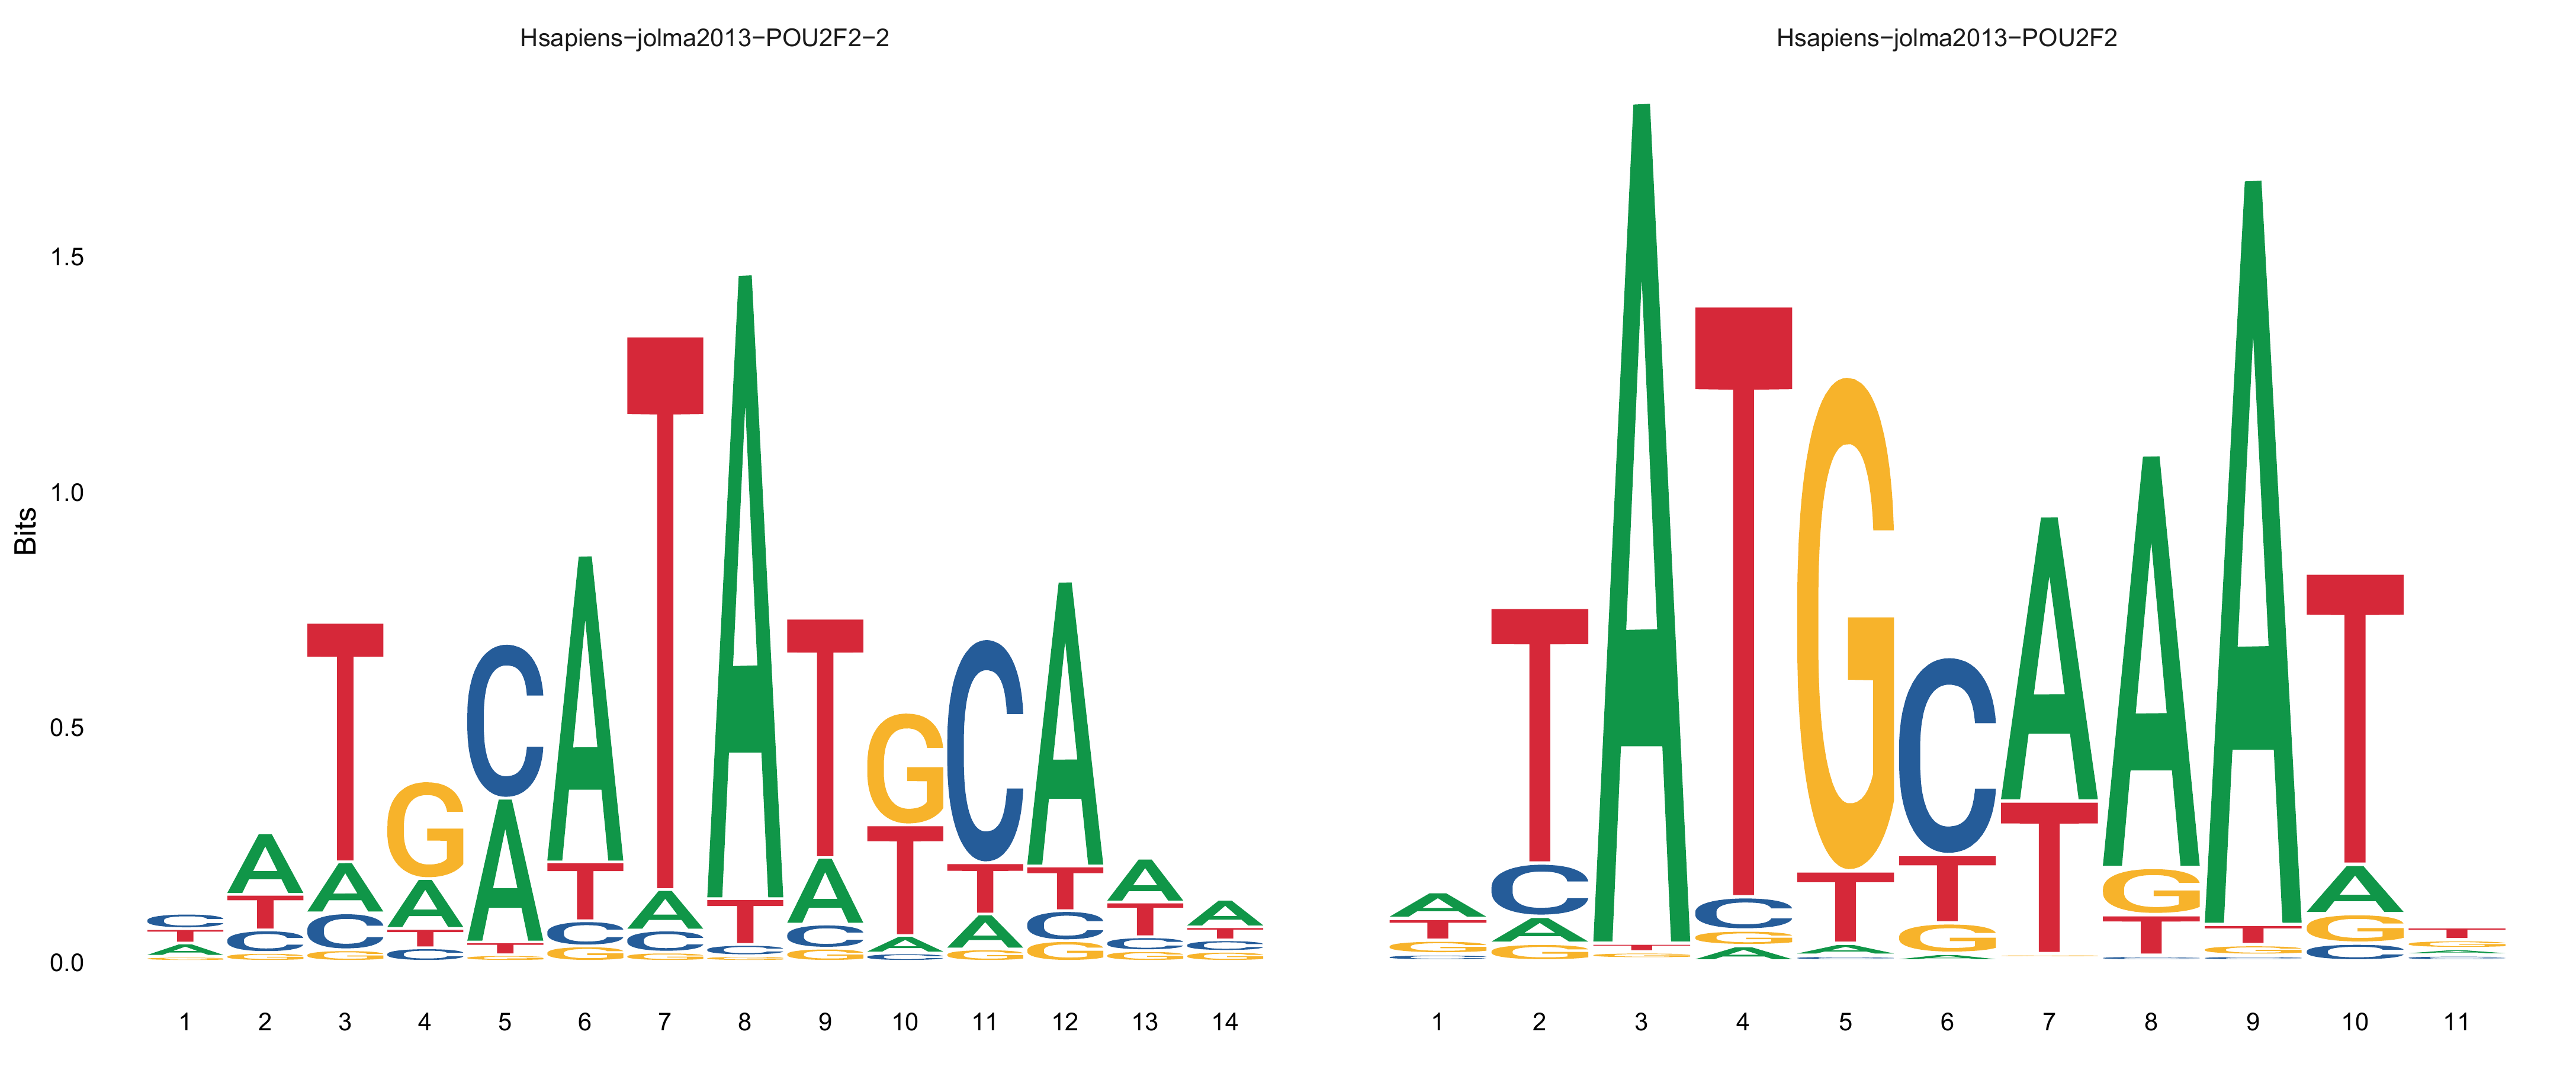 Hsapiens−jolma2013−POU2F2−2
Hsapiens−jolma2013−POU2F2
Bits
1.5
1.0
0.5
0.0
1 2 3 4 5 6 7 8 9 10 11 12 13 14
1 2 3 4 5 6 7 8 9 10 11
C A T G C A T A T G C A A A
T T A A A T A T A T T T T T
A C C T T C C C C A A C C C
G G G C G G G G G C G G G G
A T A T G C A A A T T
T C T C T T T G T A G
G A G G A G G T G G A
C G A C A C C C C